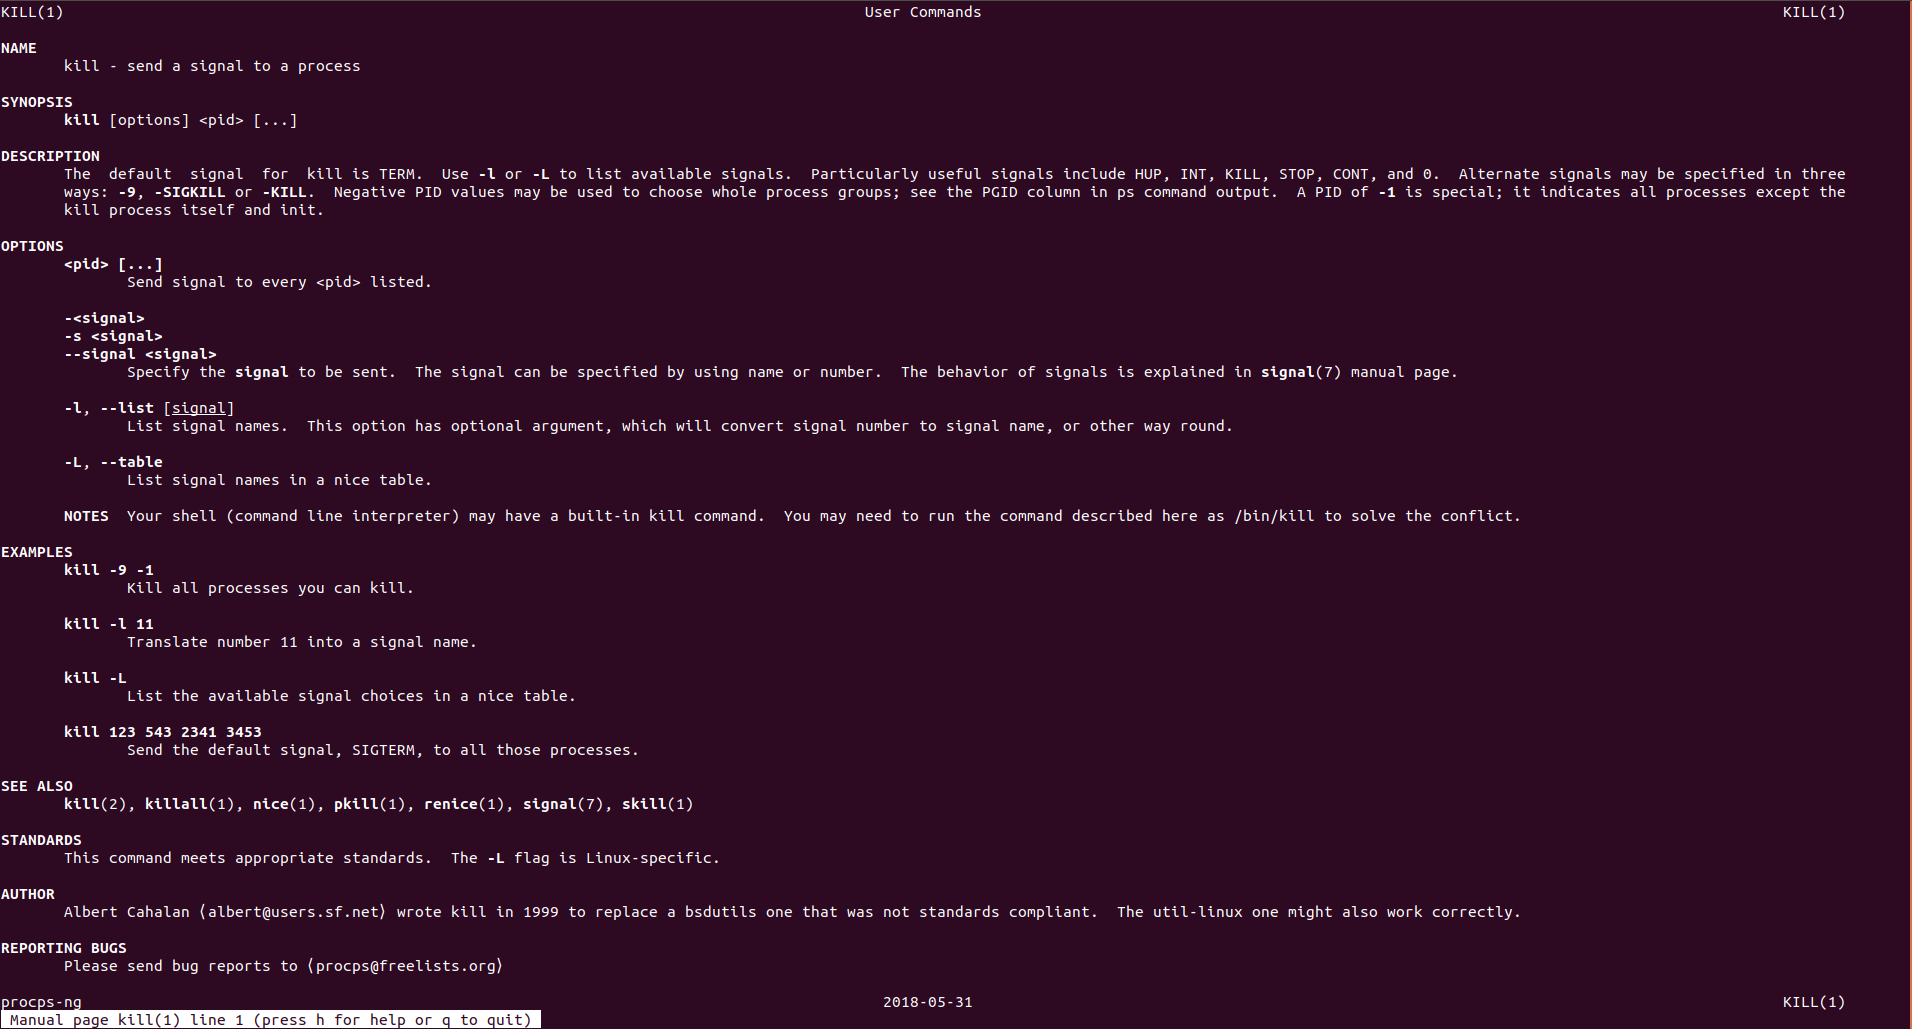 KILL(1) User Commands KILL(1)
NAME
kill - send a signal to a process
SYNOPSIS
kill [options] <pid> [...]
DESCRIPTION
The default signal for kill is TERM. Use -l or -L to list available signals. Particularly useful signals include HUP, INT, KILL, STOP, CONT, and 0. Alternate signals may be specified in three
ways: -9, -SIGKILL or -KILL. Negative PID values may be used to choose whole process groups; see the PGID column in ps command output. A PID of -1 is special; it indicates all processes except the
kill process itself and init.
OPTIONS
<pid> [...]
Send signal to every <pid> listed.
-<signal>
-s <signal>
--signal <signal>
Specify the signal to be sent. The signal can be specified by using name or number. The behavior of signals is explained in signal(7) manual page.
-l, --list [signal]
List signal names. This option has optional argument, which will convert signal number to signal name, or other way round.
-L, --table
List signal names in a nice table.
NOTES Your shell (command line interpreter) may have a built-in kill command. You may need to run the command described here as /bin/kill to solve the conflict.
EXAMPLES
kill -9 -1
Kill all processes you can kill.
kill -l 11
Translate number 11 into a signal name.
kill -L
List the available signal choices in a nice table.
kill 123 543 2341 3453
Send the default signal, SIGTERM, to all those processes.
SEE ALSO
kill(2), killall(1), nice(1), pkill(1), renice(1), signal(7), skill(1)
STANDARDS
This command meets appropriate standards. The -L flag is Linux-specific.
AUTHOR
Albert Cahalan ⟨albert@users.sf.net⟩ wrote kill in 1999 to replace a bsdutils one that was not standards compliant. The util-linux one might also work correctly.
REPORTING BUGS
Please send bug reports to ⟨procps@freelists.org⟩
procps-ng 2018-05-31 KILL(1)
Manual page kill(1) line 1 (press h for help or q to quit)